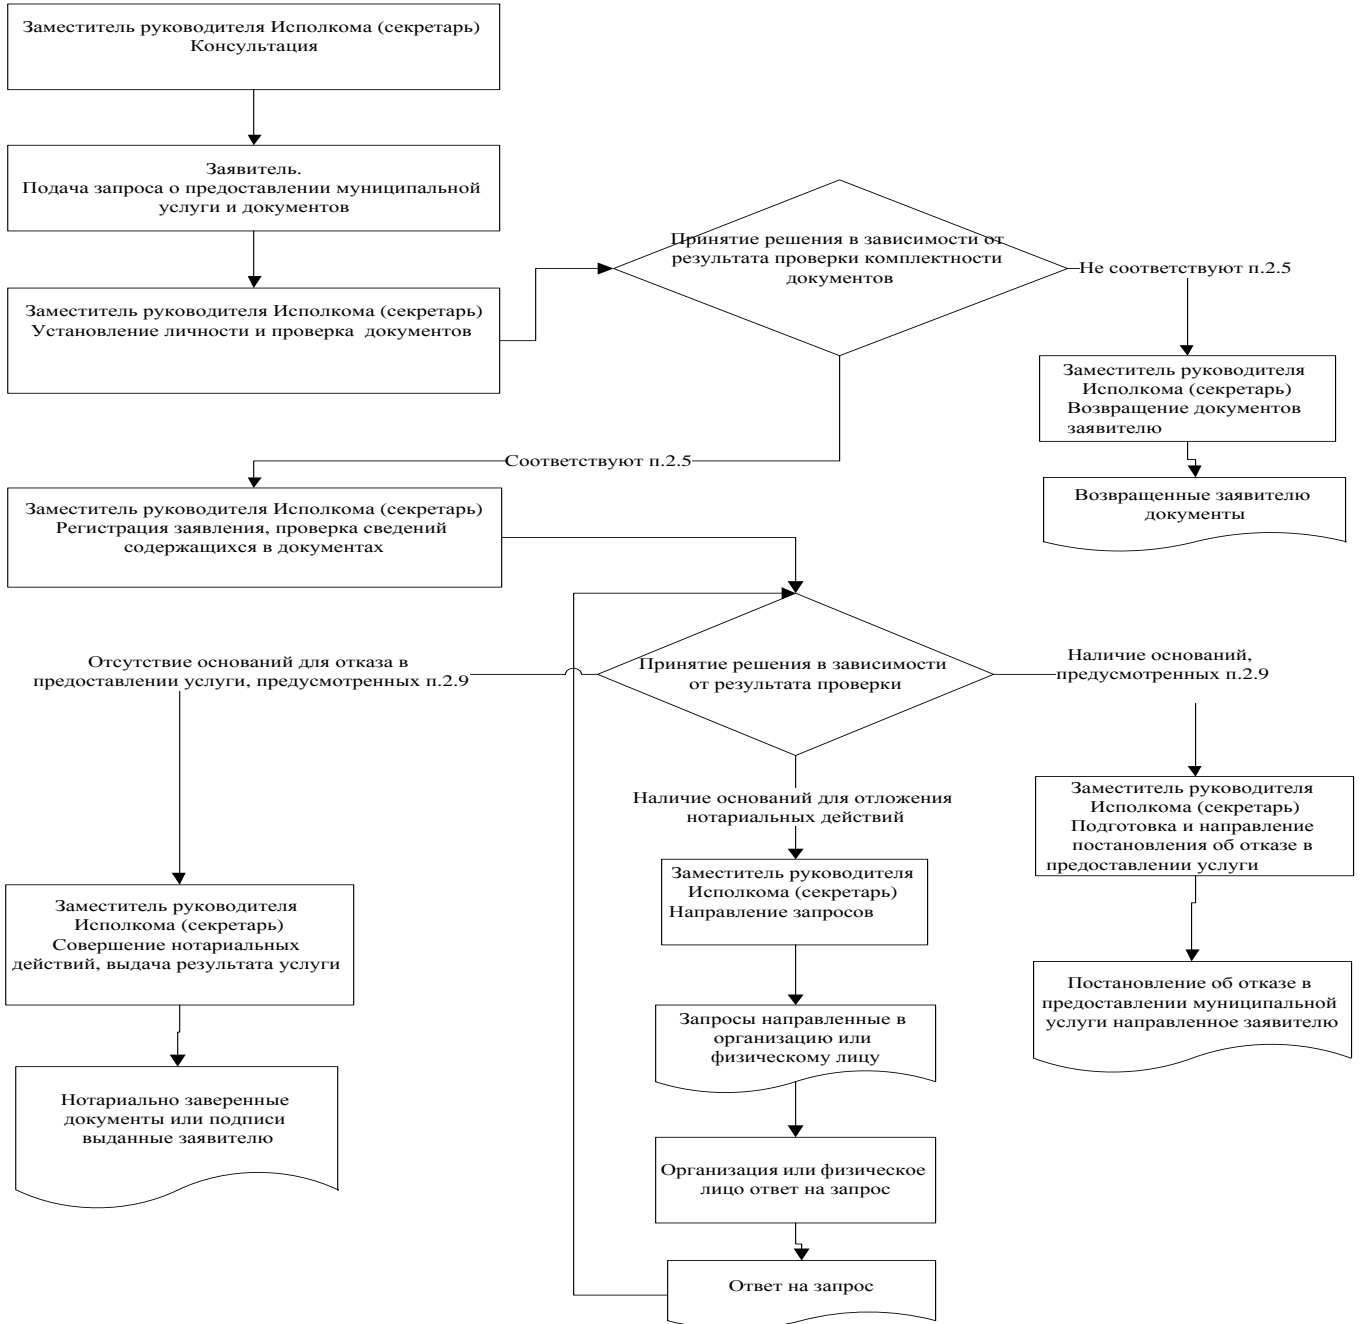 Заместитель руководителя Исполкома (секретарь)
Консультация
Заявитель.
Подача запроса о предоставлении муниципальной
услуги и документов
Заместитель руководителя Исполкома (секретарь)
Установление личности и проверка документов
Принятие решения в зависимости от
результата проверки комплектности
документов
Не соответствуют п.2.5
Заместитель руководителя
Исполкома (секретарь)
Возвращение документов
заявителю
Возвращенные заявителю
документы
Соответствуют п.2.5
Заместитель руководителя Исполкома (секретарь)
Регистрация заявления, проверка сведений
содержащихся в документах
Принятие решения в зависимости
от результата проверки
Отсутствие оснований для отказа в
предоставлении услуги, предусмотренных п.2.9
Наличие оснований,
предусмотренных п.2.9
Наличие оснований для отложения
нотариальных действий
Заместитель руководителя
Исполкома (секретарь)
Совершение нотариальных
действий, выдача результата услуги
Нотариально заверенные
документы или подписи
выданные заявителю
Заместитель руководителя
Исполкома (секретарь)
Направление запросов
Запросы направленные в
организацию или
физическому лицу
Организация или физическое
лицо ответ на запрос
Ответ на запрос
Заместитель руководителя
Исполкома (секретарь)
Подготовка и направление
постановления об отказе в
предоставлении услуги
Постановление об отказе в
предоставлении муниципальной
услуги направленное заявителю